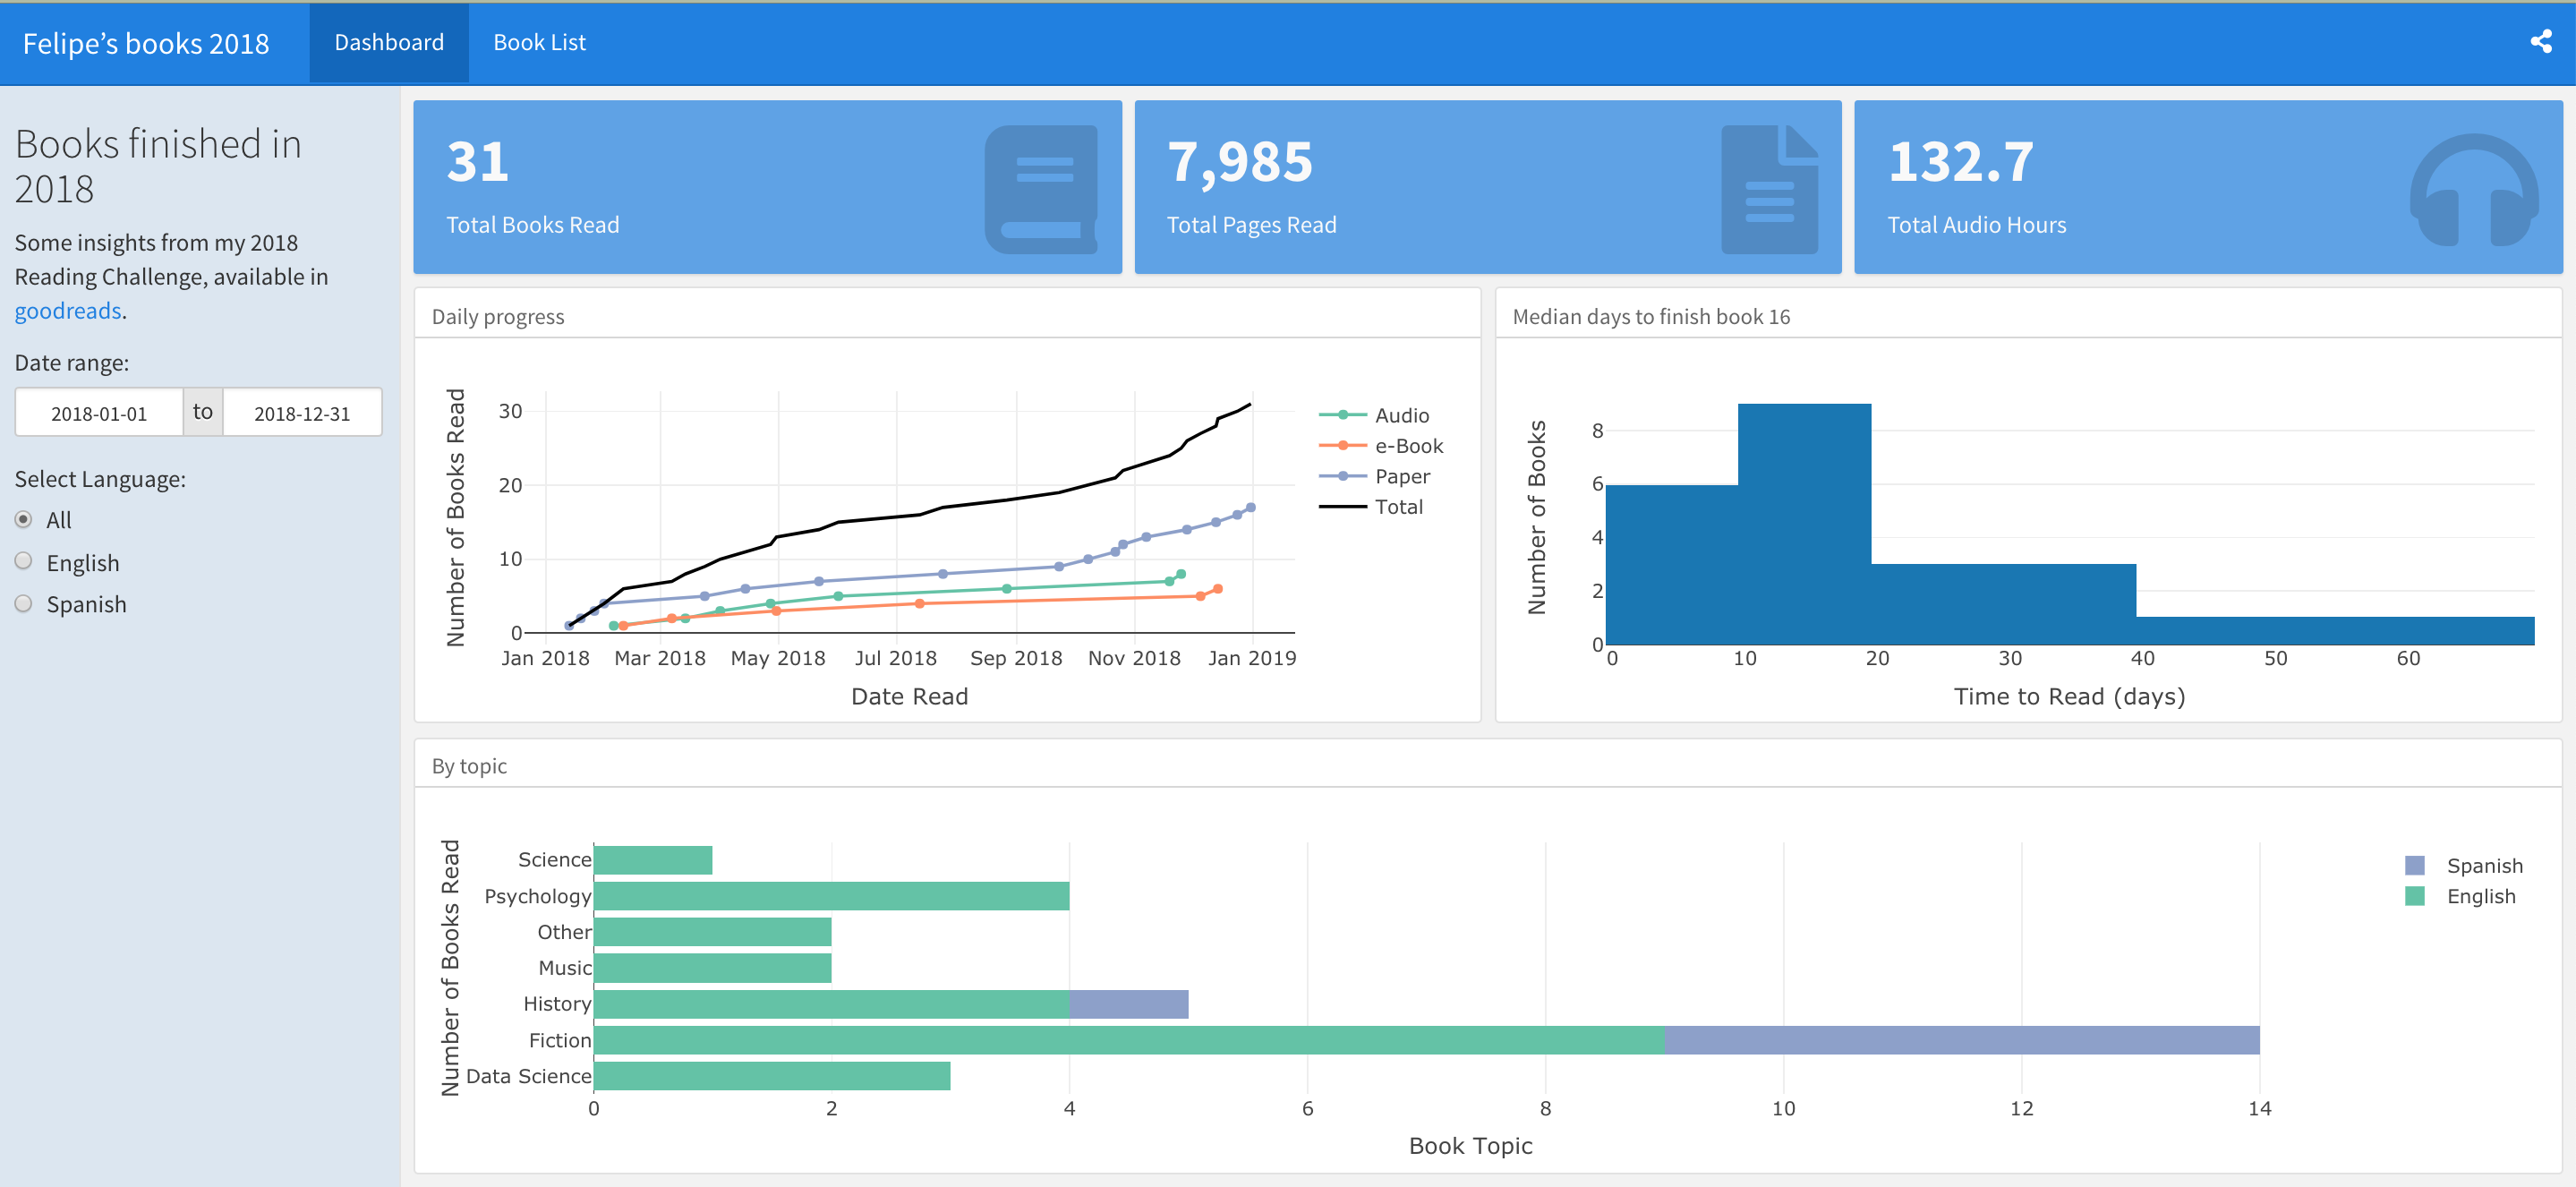 Felipe’s books 2018
Dashboard
Book List
Books finished in
2018
Some insights from my 2018
Reading Challenge, available in
goodreads.
Date range:
2018-01-01 to 2018-12-31
Select Language:
All
English
Spanish
31
Total Books Read
7,985
Total Pages Read
132.7
Total Audio Hours
Daily progress
Number of Books Read
30
20
10
0
Jan 2018 Mar 2018 May 2018 Jul 2018 Sep 2018 Nov 2018 Jan 2019
Date Read
Audio
e-Book
Paper
Total
Median days to finish book 16
Number of Books
8
6
4
2
0
0 10 20 30 40 50 60
Time to Read (days)
By topic
Number of Books Read
Science
Psychology
Other
Music
History
Fiction
Data Science
0 2 4 6 8 10 12 14
Book Topic
Spanish
English